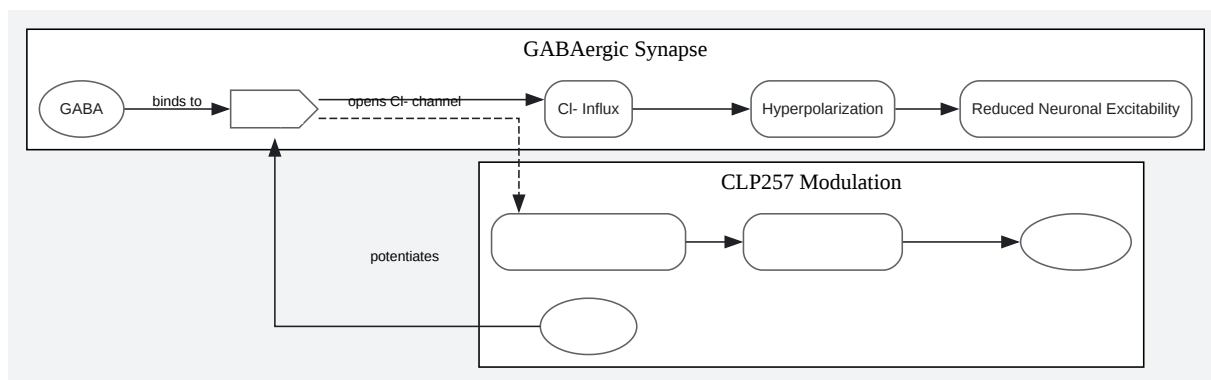 GABAergic Synapse
GABA
binds to
opens Cl- channel
Cl- Influx
Hyperpolarization
Reduced Neuronal Excitability
CLP257 Modulation
potentiates